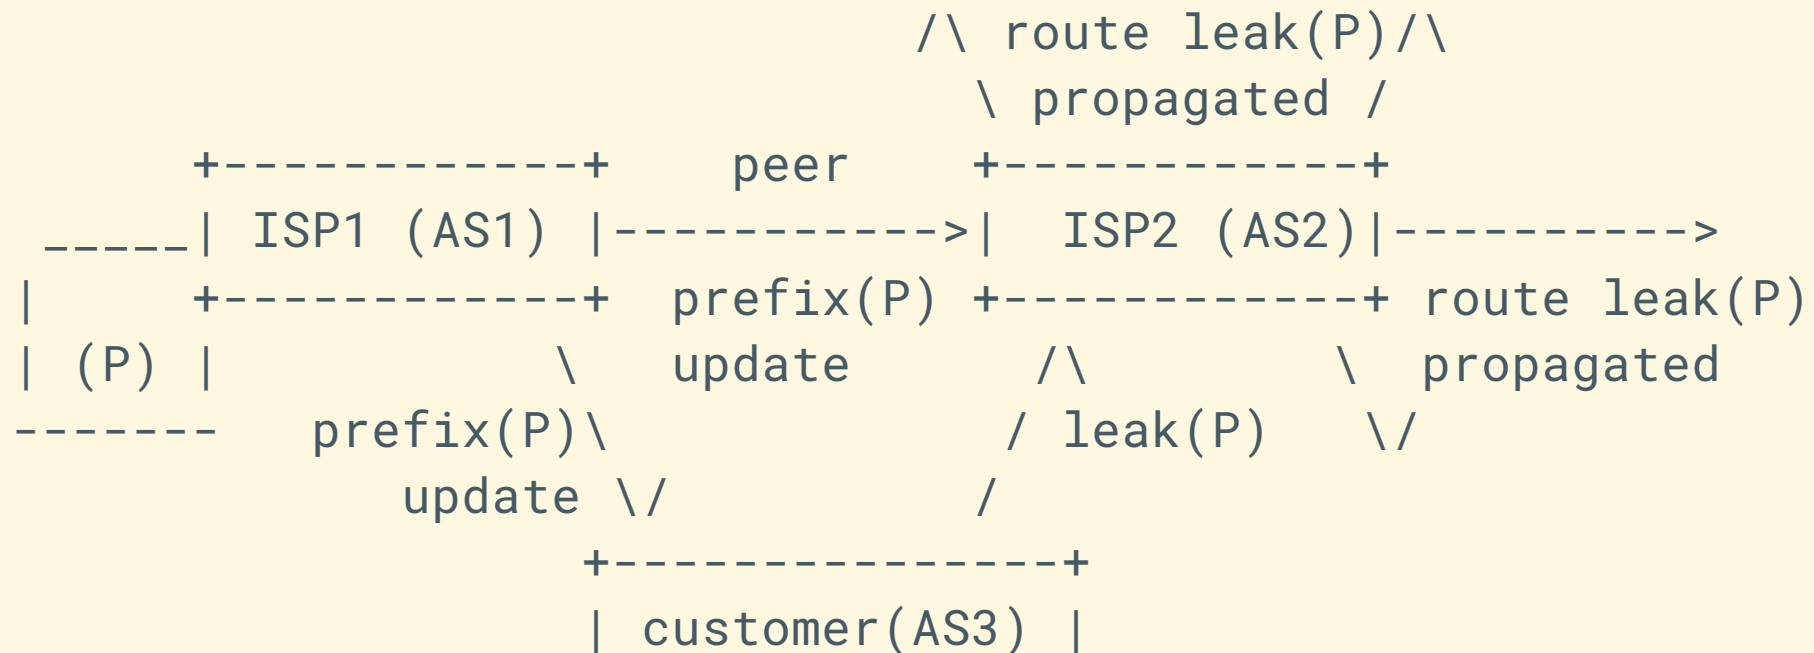 /\ route leak(P)/\
                                \ propagated /
      +------------+    peer    +------------+
 _____| ISP1 (AS1) |----------->|  ISP2 (AS2)|---------->
|     +------------+  prefix(P) +------------+ route leak(P)
| (P) |            \   update      /\        \  propagated
-------   prefix(P)\             / leak(P)   \/
             update \/          /
                   +---------------+
                   | customer(AS3) |